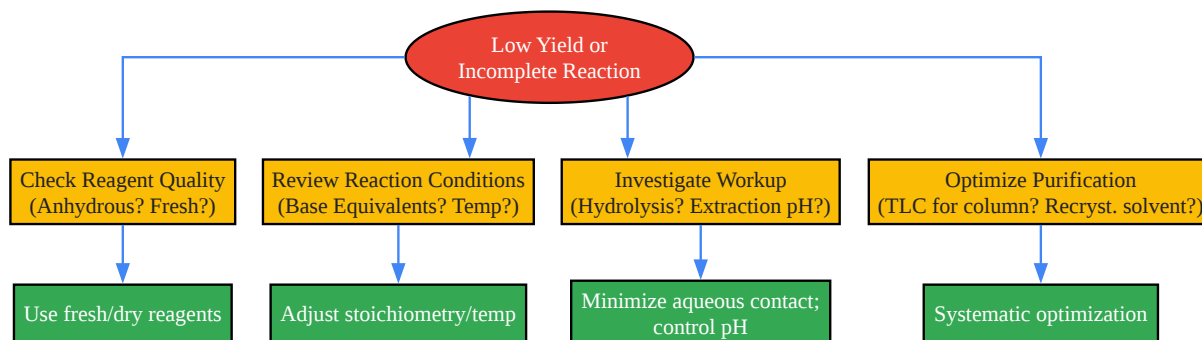 Low Yield or
Incomplete Reaction
Check Reagent Quality
(Anhydrous? Fresh?)
Review Reaction Conditions
(Base Equivalents? Temp?)
Investigate Workup
(Hydrolysis? Extraction pH?)
Optimize Purification
(TLC for column? Recryst. solvent?)
Use fresh/dry reagents
Adjust stoichiometry/temp
Minimize aqueous contact;
control pH
Systematic optimization